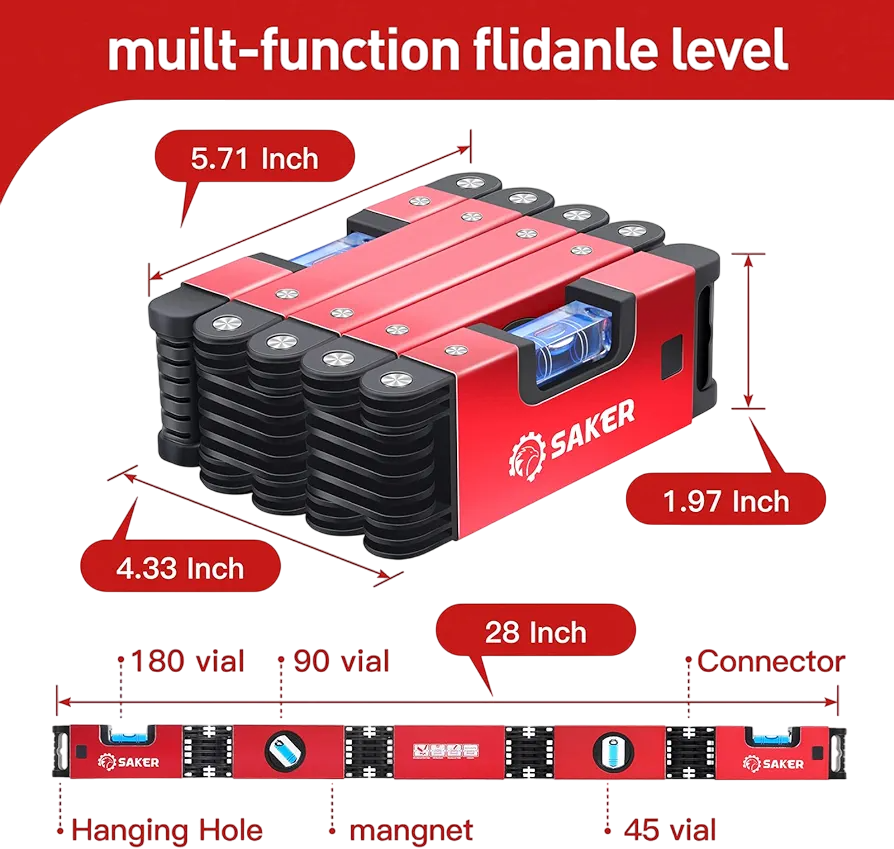 muilt-function flidanle level
5.71 Inch
SAKER
1.97 Inch
4.33 Inch
28 Inch
180 vial
90 vial
Connector
SAKER
SAKER
Hanging Hole
mangnet
45 vial